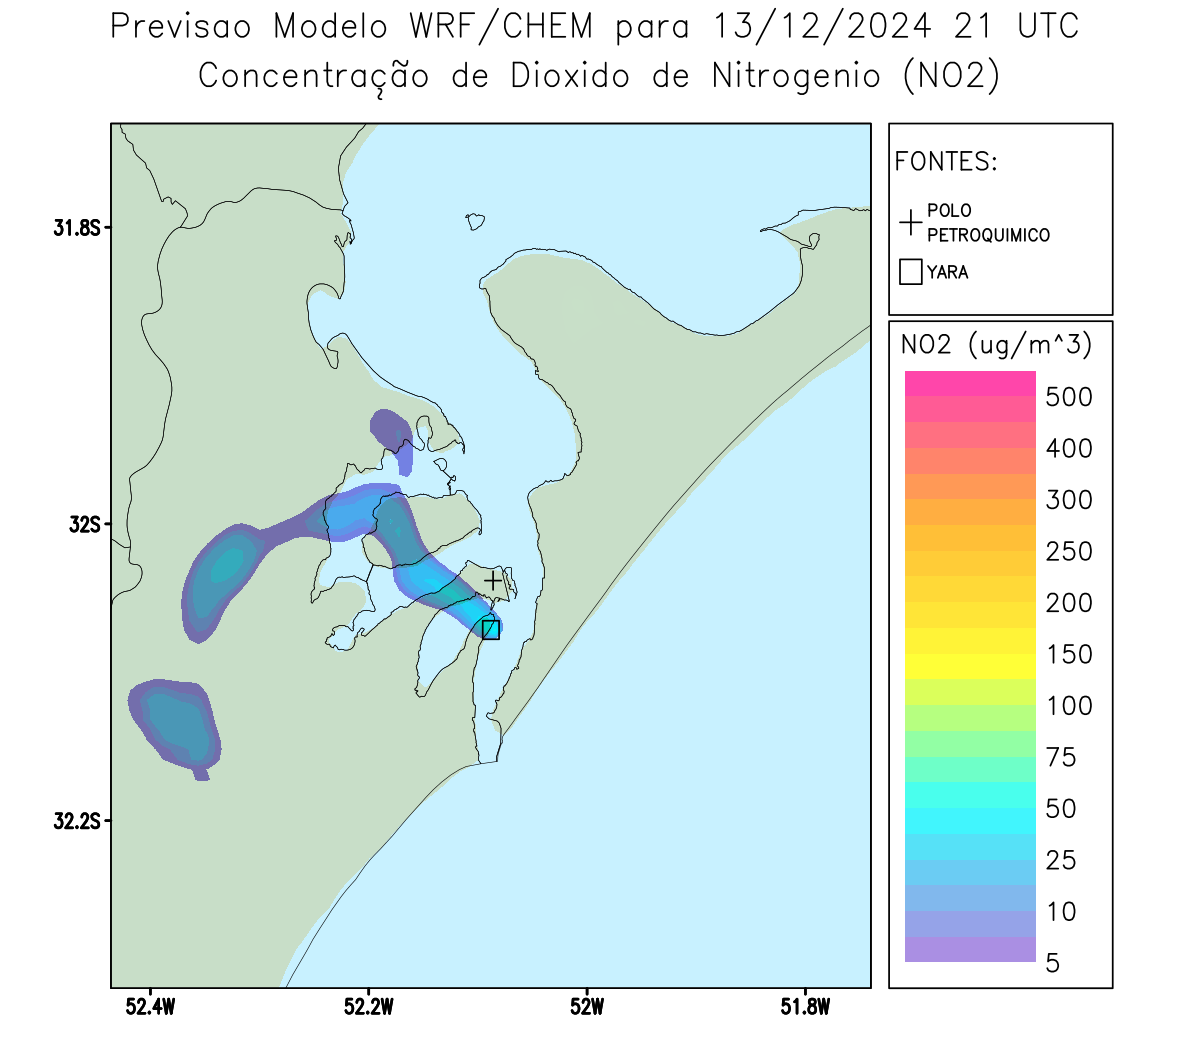 Previsao Modelo WRF/CHEM para 13/12/2024 21 UTC
Concentração de Dioxido de Nitrogenio (NO2)
FONTES:
POLO
PETROQUIMICO
YARA
31.8S
32S
32.2S
52.4W
52.2W
52W
51.8W
NO2 (ug/m^3)
500
400
300
250
200
150
100
75
50
25
10
5